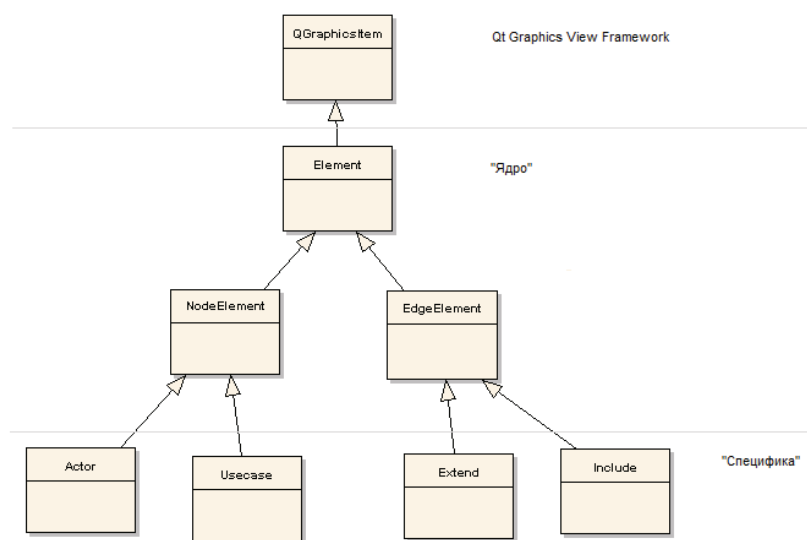 QGraphicsItem
Qt Graphics View Framework
Element
"Ядро"
NodeElement
EdgeElement
Actor
Usecase
Extend
Include
"Специфика"